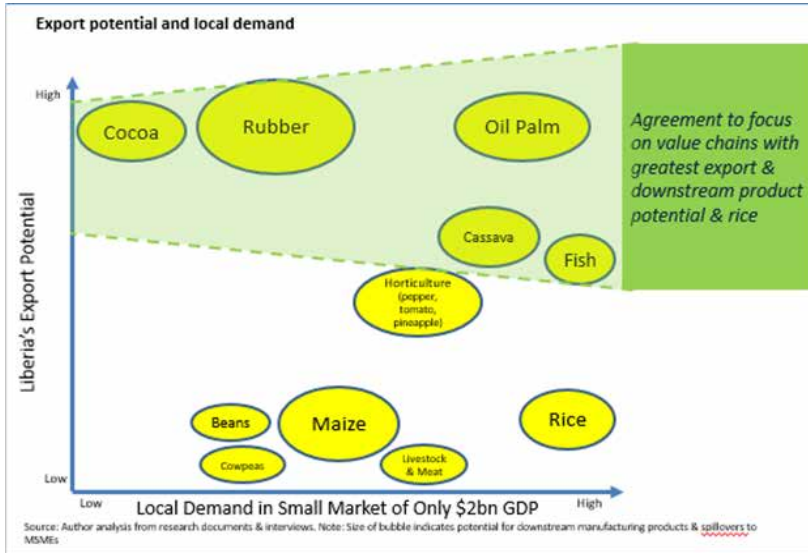 Export potential and local demand
High
Cocoa
Rubber
Oil Palm
Agreement to focus
on value chains with
greatest export &
downstream product
potential & rice
Cassava
Fish
Horticulture
(pepper,
tomato,
pineapple)
Liberia's Export Potential
Beans
Maize
Rice
Cowpeas
Livestock
& Meat
Low
Low
Local Demand in Small Market of Only $2bn GDP
High
Source: Author analysis from research documents & interviews. Note: Size of bubble indicates potential for downstream manufacturing products & spillovers to
MSMEs